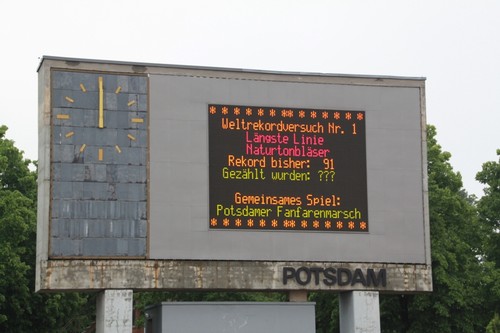 * * * * * * * * * * * * *
Weltrekordversuch Nr. 1
Längste Linie
Naturtonbläser
Rekord bisher: 91
Gezählt wurden: ???
Gemeinsames Spiel:
Potsdamer Fanfarenmarsch
* * * * * * * * * * * * *
POTSDAM